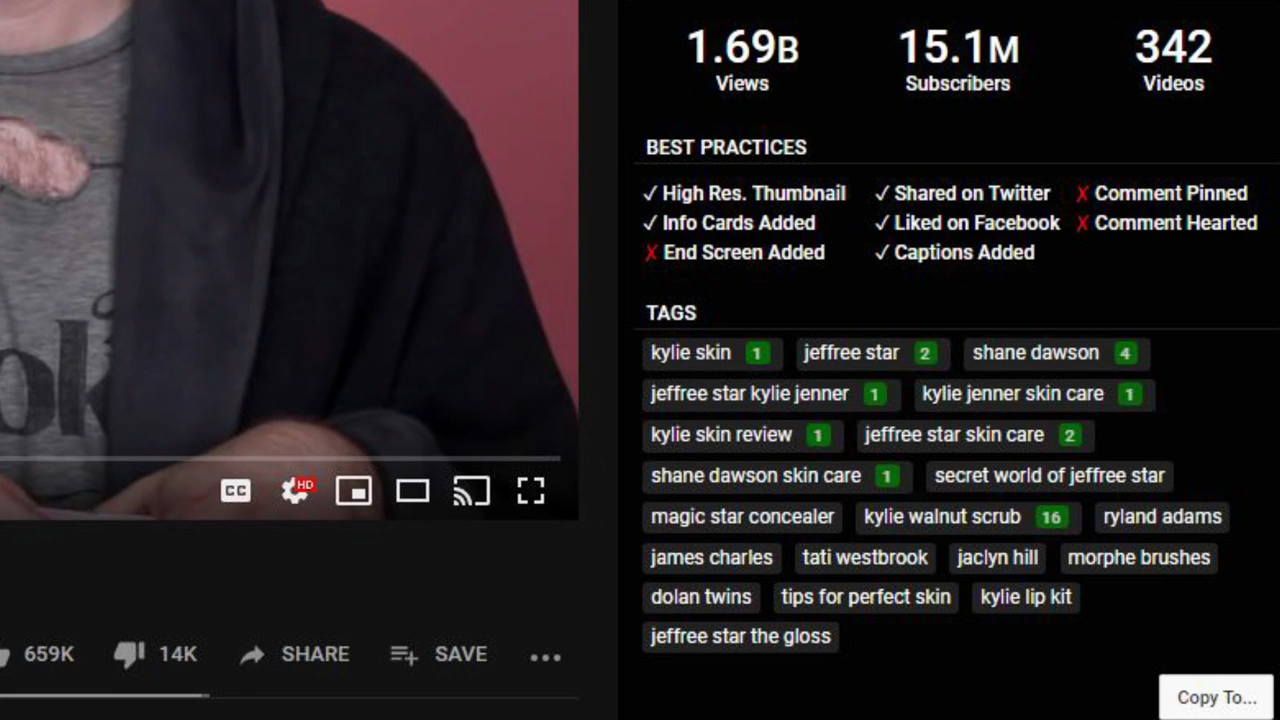 1.69B 15.1M 342
Views Subscribers Videos
BEST PRACTICES
✓ High Res. Thumbnail ✓ Shared on Twitter ✗ Comment Pinned
✓ Info Cards Added ✓ Liked on Facebook ✗ Comment Hearted
✗ End Screen Added ✓ Captions Added
TAGS
kylie skin 1 jeffree star 2 shane dawson 4
jeffree star kylie jenner 1 kylie jenner skin care 1
kylie skin review 1 jeffree star skin care 2
shane dawson skin care 1 secret world of jeffree star
magic star concealer kylie walnut scrub 16 ryland adams
james charles tati westbrook jaclyn hill morphe brushes
dolan twins tips for perfect skin kylie lip kit
jeffree star the gloss
Copy To...
CC HD
659K 14K SHARE SAVE